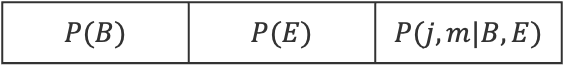 P(B) P(E) P(j, m|B, E)